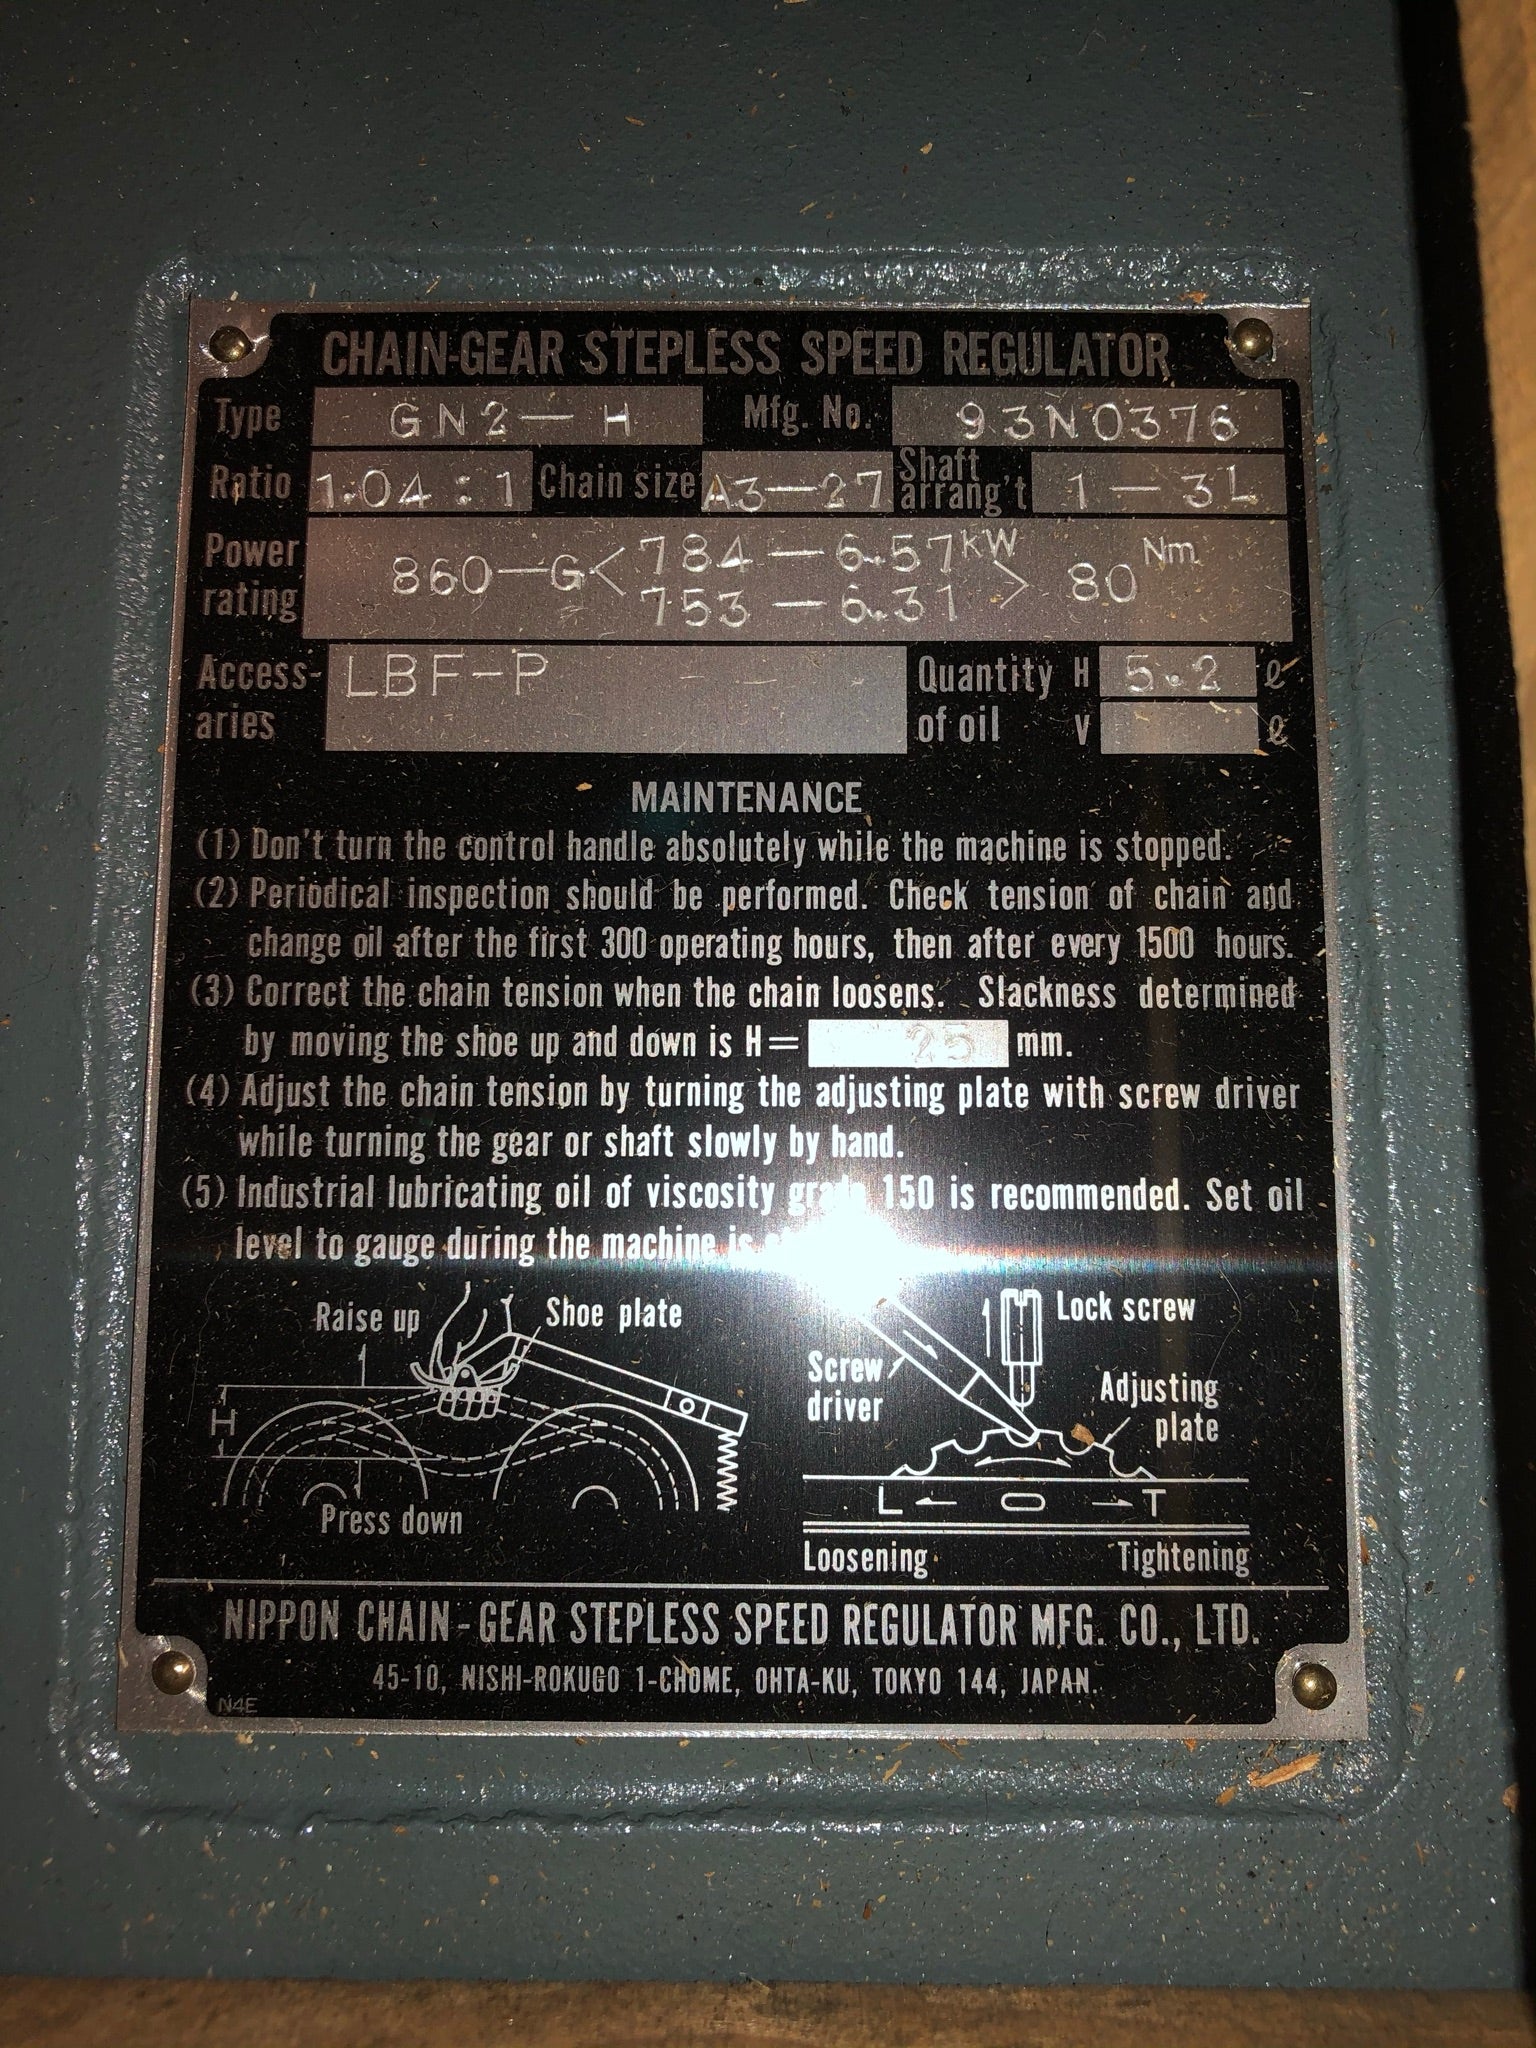 CHAIN-GEAR STEPLESS SPEED REGULATOR
Type GN2-H Mfg. No. 93N0376
Ratio 1.04:1 Chain size A3-27 Shaft arrang't 1-3L
Power rating 860-G< 784-6.57kW > 80 Nm
753-6.31
Access-aries LBF-P Quantity of oil H 5.2 ℓ
V ℓ
MAINTENANCE
(1) Don't turn the control handle absolutely while the machine is stopped.
(2) Periodical inspection should be performed. Check tension of chain and
change oil after the first 300 operating hours, then after every 1500 hours.
(3) Correct the chain tension when the chain loosens. Slackness determined
by moving the shoe up and down is H= 25 mm.
(4) Adjust the chain tension by turning the adjusting plate with screw driver
while turning the gear or shaft slowly by hand.
(5) Industrial lubricating oil of viscosity grade 150 is recommended. Set oil
level to gauge during the machine is
Raise up Shoe plate
H
Press down
Lock screw
Screw driver
Adjusting plate
L ← O → T
Loosening Tightening
NIPPON CHAIN-GEAR STEPLESS SPEED REGULATOR MFG. CO., LTD.
45-10, NISHI-ROKUGO 1-CHOME, OHTA-KU, TOKYO 144, JAPAN.
N4E